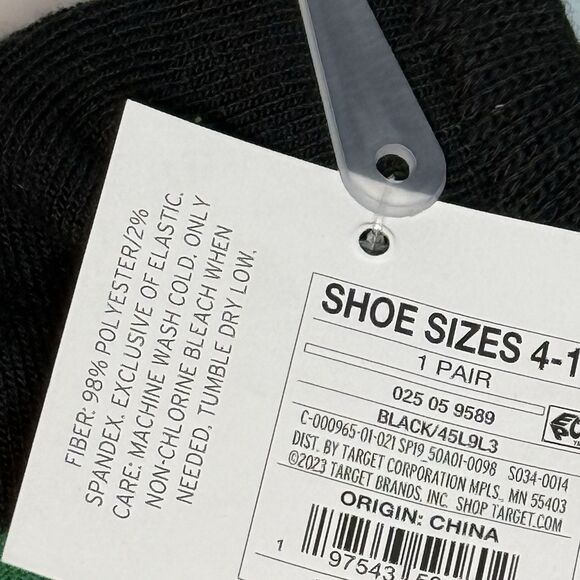 FIBER: 98% POLYESTER/2%
SPANDEX. EXCLUSIVE OF ELASTIC.
CARE: MACHINE WASH COLD. ONLY
NON-CHLORINE BLEACH WHEN
NEEDED. TUMBLE DRY LOW.
SHOE SIZES 4-1
1 PAIR
025 05 9589
BLACK/45L9L3
C-000965-01-021 SP19_50A01-0098 S034-0014
DIST. BY TARGET CORPORATION MPLS., MN 55403
©2023 TARGET BRANDS, INC. SHOP TARGET.COM
ORIGIN: CHINA
1 97543